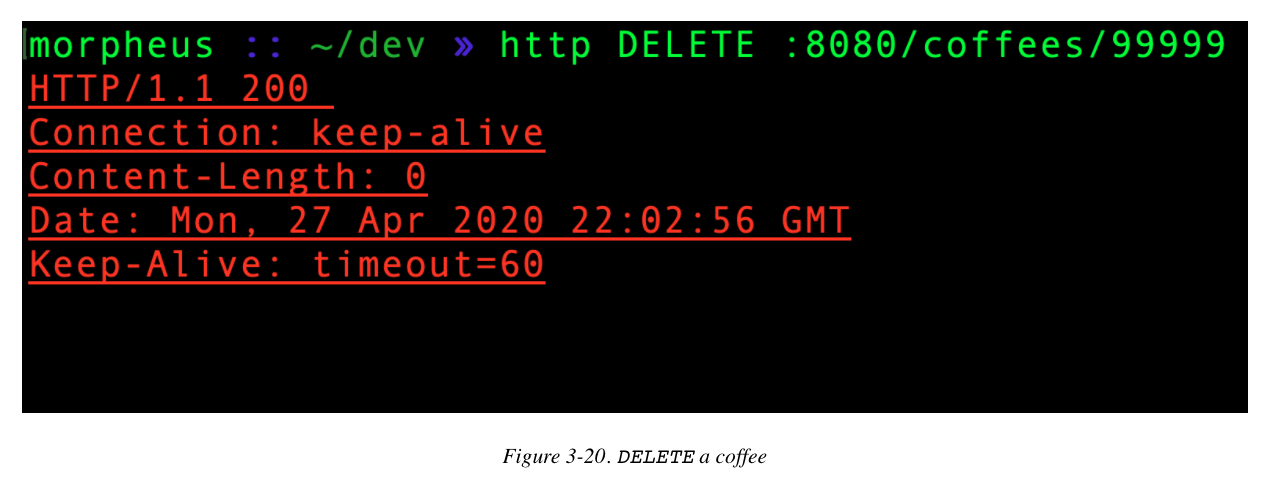 morpheus :: ~/dev » http DELETE :8080/coffees/99999
HTTP/1.1 200
Connection: keep-alive
Content-Length: 0
Date: Mon, 27 Apr 2020 22:02:56 GMT
Keep-Alive: timeout=60
Figure 3-20. DELETE a coffee